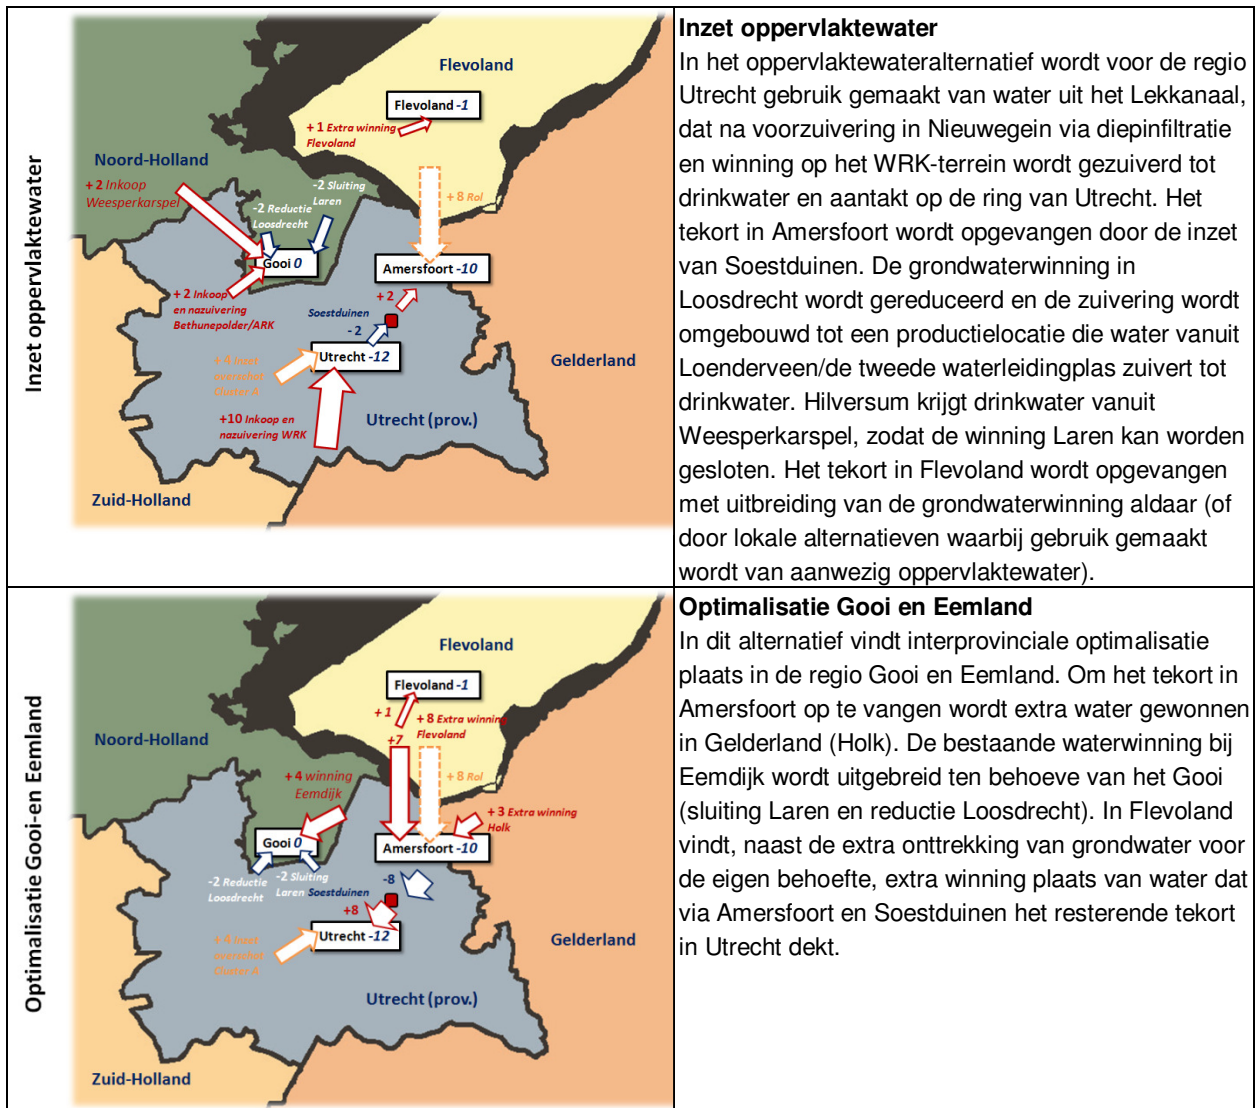 Inzet oppervlaktewater
Flevoland
Flevoland -1
+ 1 Extra winning
Flevoland
Noord-Holland
+ 2 Inkoop
Weesperkarspel
-2 Sluiting
Laren
-2 Reductie
Loosdrecht
+ 8 Rol
Gooi 0
Amersfoort -10
+ 2 Inkoop
en nazuivering
Bethunepolder/ARK
+ 2
Soestduinen
- 2
Utrecht -12
+ 4 Inzet
overschot
Cluster A
Gelderland
+10 Inkoop en
nazuivering WRK
Utrecht (prov.)
Zuid-Holland
Inzet oppervlaktewater
In het oppervlaktewateralternatief wordt voor de regio
Utrecht gebruik gemaakt van water uit het Lekkanaal,
dat na voorzuivering in Nieuwegein via diepinfiltratie
en winning op het WRK-terrein wordt gezuiverd tot
drinkwater en aantakt op de ring van Utrecht. Het
tekort in Amersfoort wordt opgevangen door de inzet
van Soestduinen. De grondwaterwinning in
Loosdrecht wordt gereduceerd en de zuivering wordt
omgebouwd tot een productielocatie die water vanuit
Loenderveen/de tweede waterleidingplas zuivert tot
drinkwater. Hilversum krijgt drinkwater vanuit
Weesperkarspel, zodat de winning Laren kan worden
gesloten. Het tekort in Flevoland wordt opgevangen
met uitbreiding van de grondwaterwinning aldaar (of
door lokale alternatieven waarbij gebruik gemaakt
wordt van aanwezig oppervlaktewater).
Optimalisatie Gooi-en Eemland
Flevoland
Flevoland -1
+ 1
+ 8 Extra winning
Flevoland
+7
Noord-Holland
+ 4 winning
Eemdijk
+ 8 Rol
+ 3 Extra winning
Holk
Gooi 0
Amersfoort -10
-2 Reductie
Loosdrecht
-2 Sluiting
Laren
Soestduinen
-8
+8
Utrecht -12
+ 4 Inzet
overschot
Cluster A
Gelderland
Utrecht (prov.)
Zuid-Holland
Optimalisatie Gooi en Eemland
In dit alternatief vindt interprovinciale optimalisatie
plaats in de regio Gooi en Eemland. Om het tekort in
Amersfoort op te vangen wordt extra water gewonnen
in Gelderland (Holk). De bestaande waterwinning bij
Eemdijk wordt uitgebreid ten behoeve van het Gooi
(sluiting Laren en reductie Loosdrecht). In Flevoland
vindt, naast de extra onttrekking van grondwater voor
de eigen behoefte, extra winning plaats van water dat
via Amersfoort en Soestduinen het resterende tekort
in Utrecht dekt.